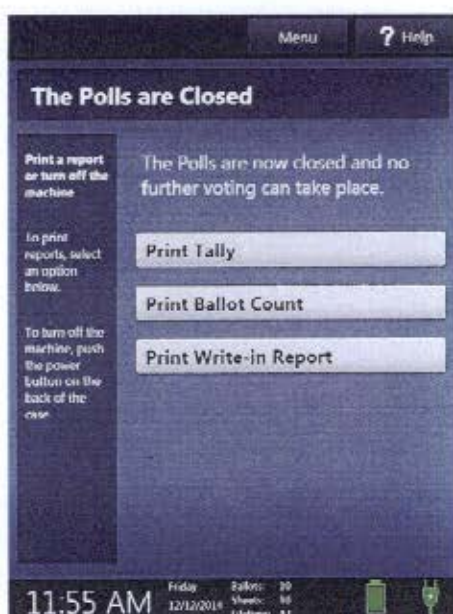 Menu
? Help
The Polls are Closed
Print a report
or turn off the
machine
To print
reports, select
an option
below.
To turn off the
machine, push
the power
button on the
back of the
case
The Polls are now closed and no
further voting can take place.
Print Tally
Print Ballot Count
Print Write-in Report
11:55 AM
Friday
12/12/2014
Ballots:
Sheets: